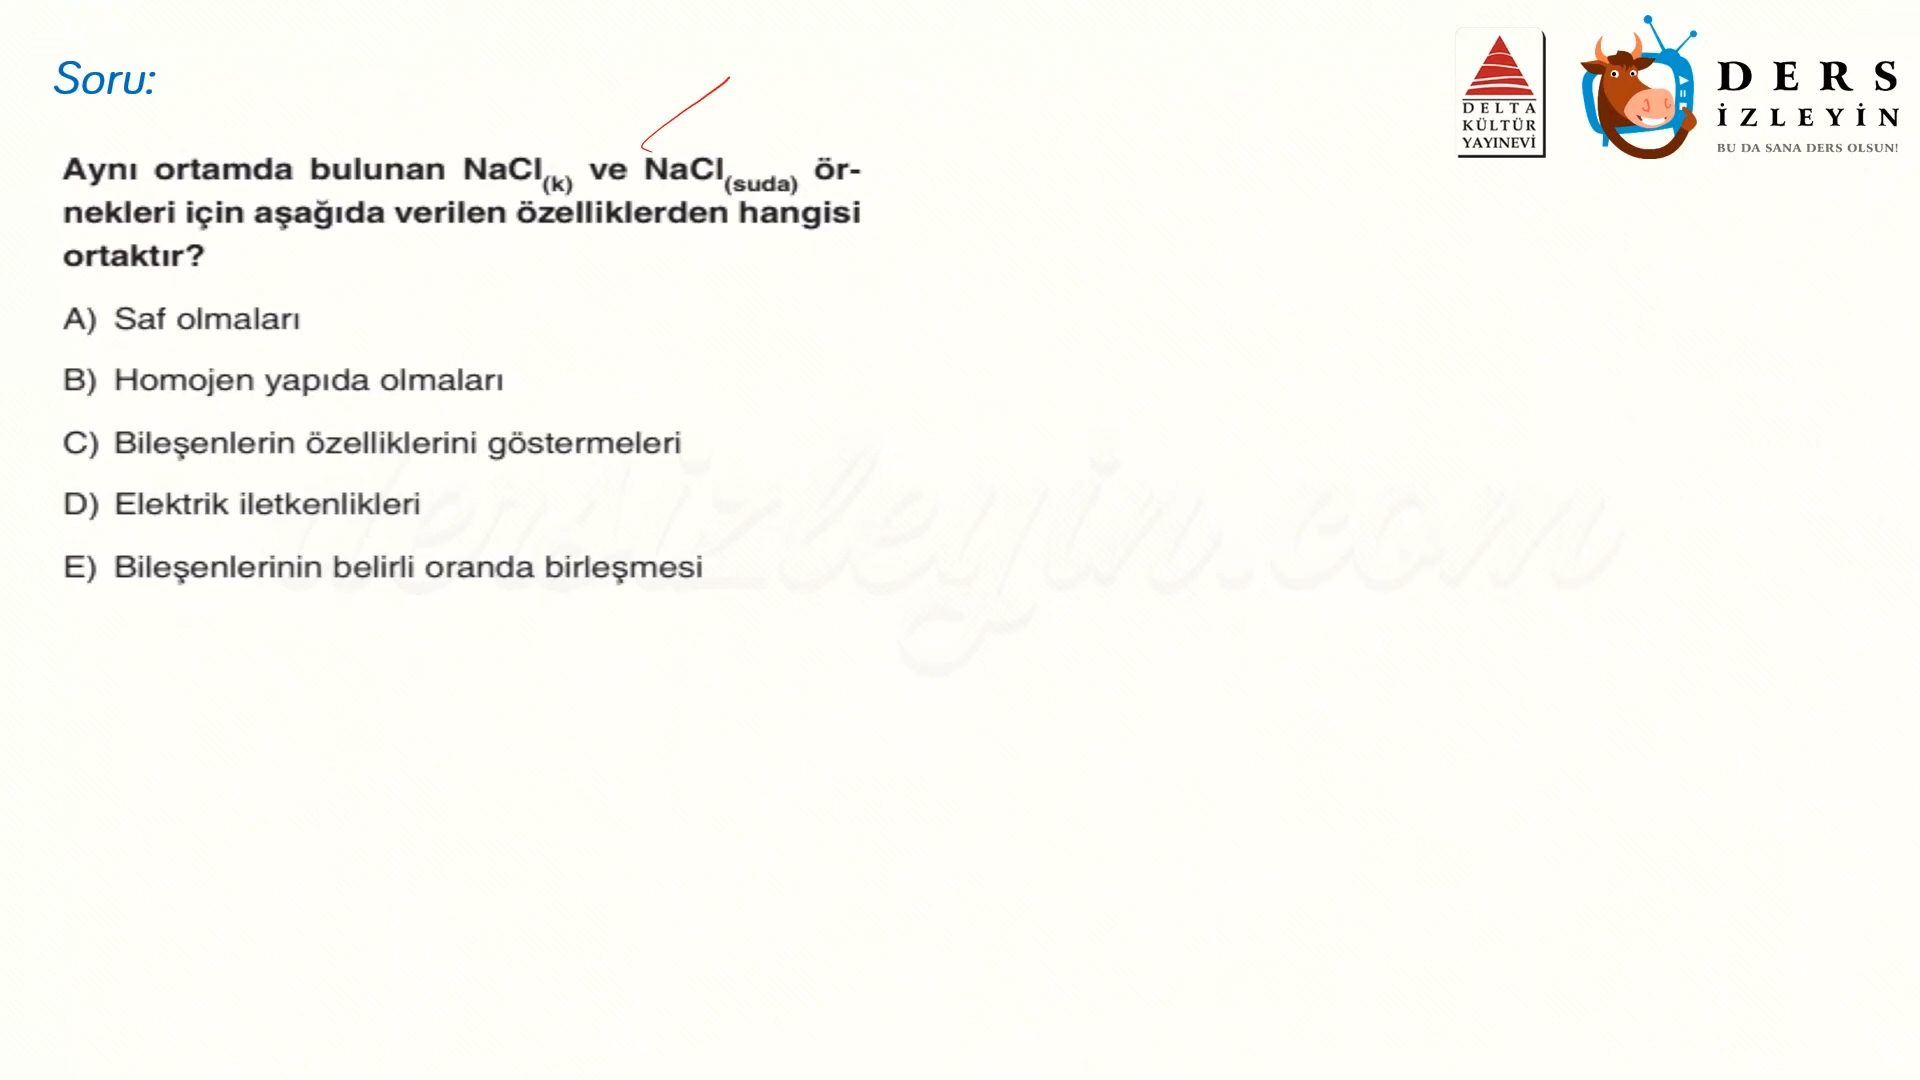 Soru:
DELTA
KÜLTÜR
YAYINEVİ
DERS
İZLEYİN
BU DA SANA DERS OLSUN!
Aynı ortamda bulunan NaCl(k) ve NaCl(suda) ör-
nekleri için aşağıda verilen özelliklerden hangisi
ortaktır?
A) Saf olmaları
B) Homojen yapıda olmaları
C) Bileşenlerin özelliklerini göstermeleri
D) Elektrik iletkenlikleri
E) Bileşenlerinin belirli oranda birleşmesi
dersizleyin.com